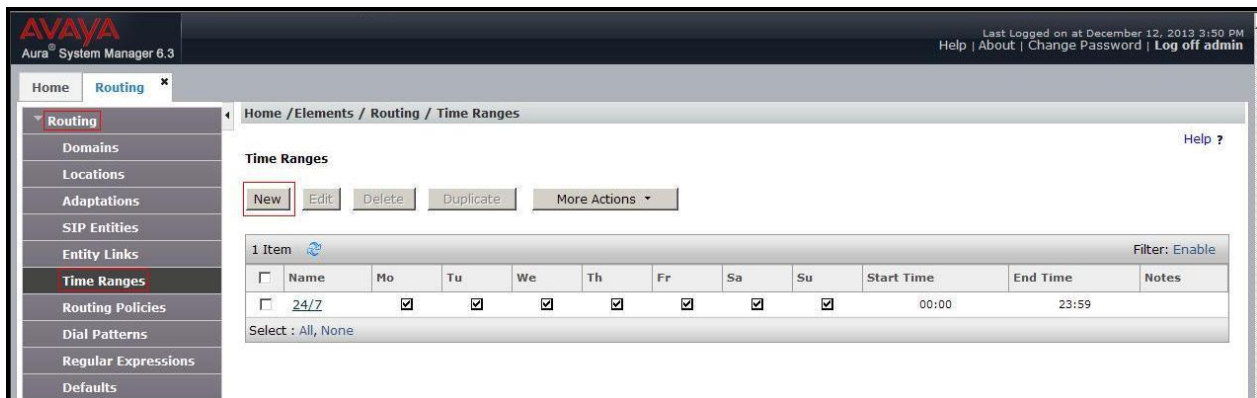 AVAYA
Aura® System Manager 6.3
Last Logged on at December 12, 2013 3:50 PM
Help | About | Change Password | Log off admin
Home
Routing ×
Routing
Domains
Locations
Adaptations
SIP Entities
Entity Links
Time Ranges
Routing Policies
Dial Patterns
Regular Expressions
Defaults
Home / Elements / Routing / Time Ranges
Help ?
Time Ranges
New Edit Delete Duplicate More Actions
1 Item Filter: Enable
Name Mo Tu We Th Fr Sa Su Start Time End Time Notes
24/7 00:00 23:59
Select : All, None